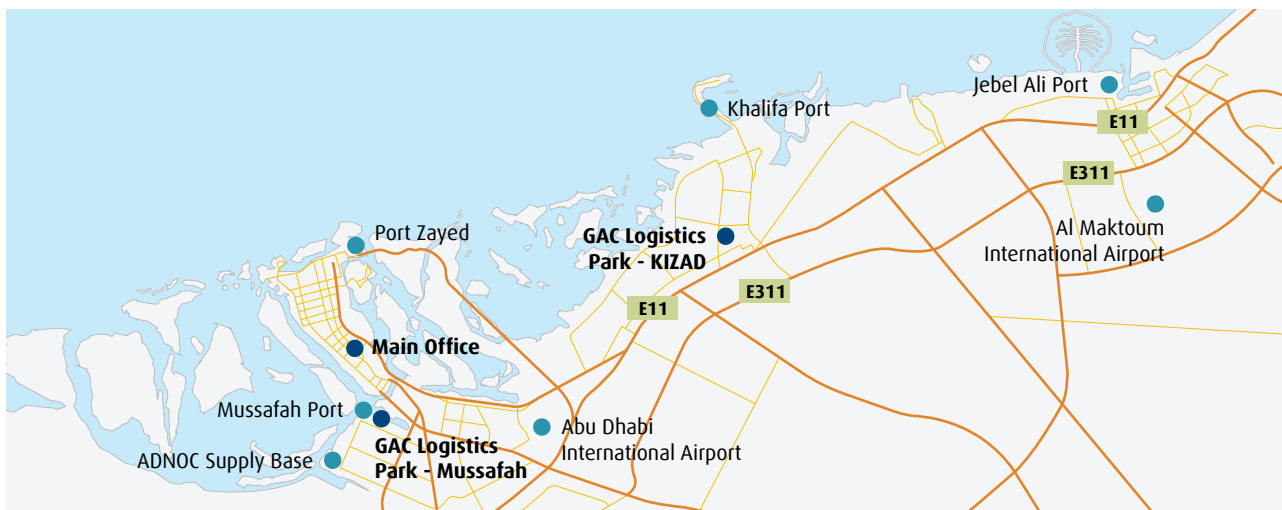 Jebel Ali Port
Khalifa Port
E11
E311
Port Zayed
GAC Logistics
Park - KIZAD
Al Maktoum
International Airport
E311
E11
Main Office
Mussafah Port
Abu Dhabi
International Airport
GAC Logistics
Park - Mussafah
ADNOC Supply Base